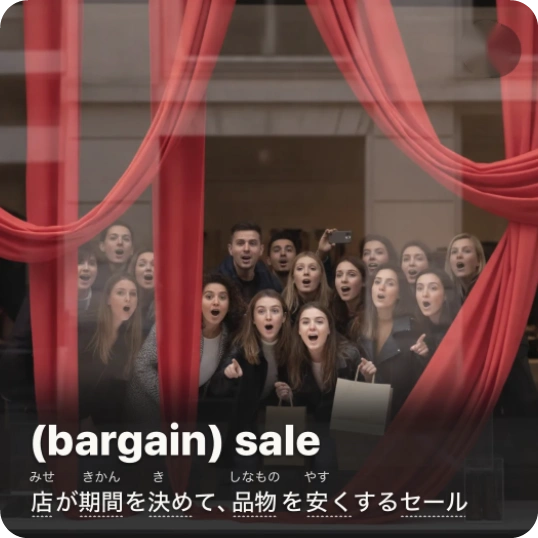 (bargain) sale
みせ きかん き しなもの やす
店が期間を決めて、品物を安くするセール